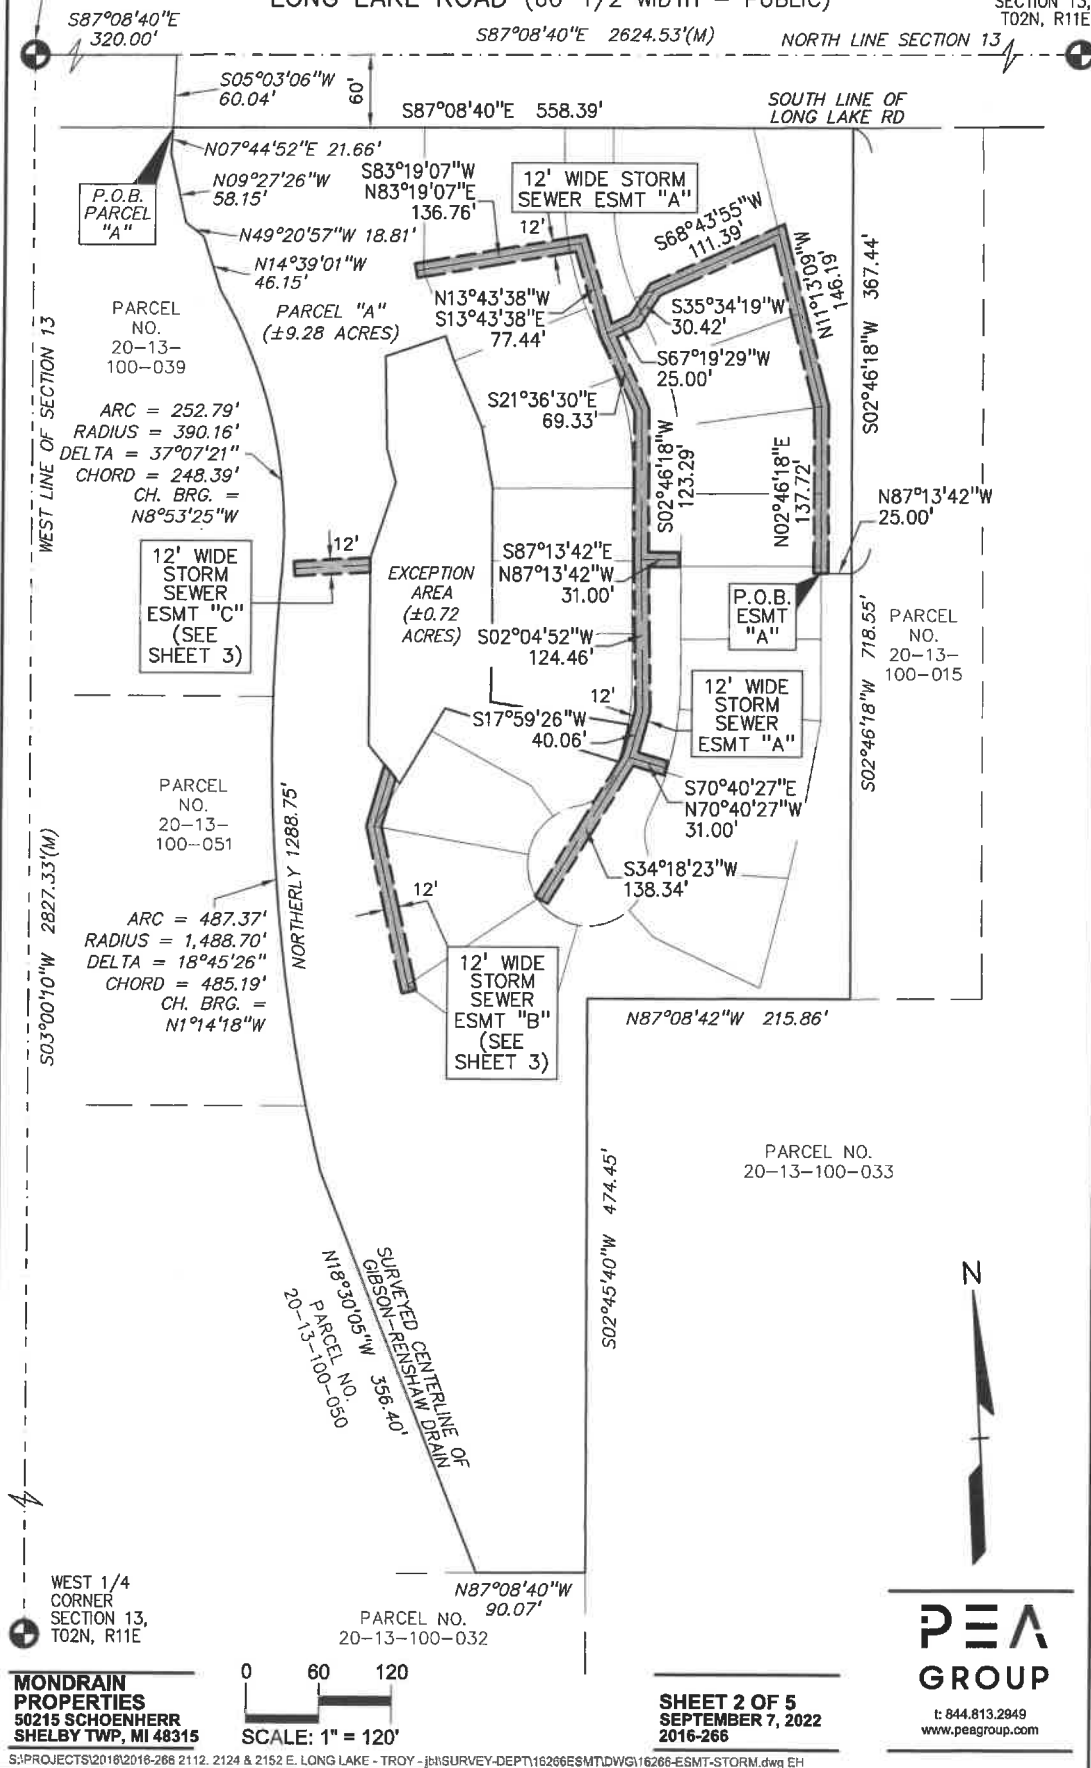 LONG LAKE ROAD (60' 1/2 WIDTH - PUBLIC)
SECTION 13,
T02N, R11E
S87°08'40"E
320.00'
S87°08'40"E 2624.53'(M)
NORTH LINE SECTION 13
S05°03'06"W
60.04'
60'
S87°08'40"E 558.39'
SOUTH LINE OF
LONG LAKE RD
N07°44'52"E 21.66'
P.O.B.
PARCEL
"A"
N09°27'26"W
58.15'
S83°19'07"W
N83°19'07"E
136.76'
12' WIDE STORM
SEWER ESMT "A"
12'
N49°20'57"W 18.81'
S68°43'55"W
111.39'
N14°39'01"W
46.15'
N11°13'09"W
146.19'
S02°46'18"W 367.44'
PARCEL
NO.
20-13-
100-039
PARCEL "A"
(±9.28 ACRES)
N13°43'38"W
S13°43'38"E
77.44'
S35°34'19"W
30.42'
S67°19'29"W
25.00'
WEST LINE OF SECTION 13
ARC = 252.79'
RADIUS = 390.16'
DELTA = 37°07'21"
CHORD = 248.39'
CH. BRG. =
N8°53'25"W
S21°36'30"E
69.33'
S02°46'18"W
123.29'
N02°46'18"E
137.72'
N87°13'42"W
25.00'
12' WIDE
STORM
SEWER
ESMT "C"
(SEE
SHEET 3)
12'
EXCEPTION
AREA
(±0.72
ACRES)
S87°13'42"E
N87°13'42"W
31.00'
P.O.B.
ESMT
"A"
PARCEL
NO.
20-13-
100-015
S02°04'52"W
124.46'
S02°46'18"W 718.55'
12'
S17°59'26"W
40.06'
12' WIDE
STORM
SEWER
ESMT "A"
PARCEL
NO.
20-13-
100-051
S70°40'27"E
N70°40'27"W
31.00'
S03°00'10"W 2827.33'(M)
NORTHERLY 1288.75'
S34°18'23"W
138.34'
12'
ARC = 487.37'
RADIUS = 1,488.70'
DELTA = 18°45'26"
CHORD = 485.19'
CH. BRG. =
N1°14'18"W
12' WIDE
STORM
SEWER
ESMT "B"
(SEE
SHEET 3)
N87°08'42"W 215.86'
S02°45'40"W 474.45'
PARCEL NO.
20-13-100-033
SURVEYED CENTERLINE OF
GIBSON-RENSHAW DRAIN
N18°30'05"W 356.40'
PARCEL NO.
20-13-100-050
N
WEST 1/4
CORNER
SECTION 13,
T02N, R11E
N87°08'40"W
90.07'
PARCEL NO.
20-13-100-032
PEA
GROUP
t: 844.813.2949
www.peagroup.com
MONDRAIN
PROPERTIES
50215 SCHOENHERR
SHELBY TWP, MI 48315
0 60 120
SCALE: 1" = 120'
SHEET 2 OF 5
SEPTEMBER 7, 2022
2016-266
S:\PROJECTS\2016\2016-266 2112, 2124 & 2152 E. LONG LAKE - TROY - jbl\SURVEY-DEPT\16266ESMT\DWG\16266-ESMT-STORM.dwg EH